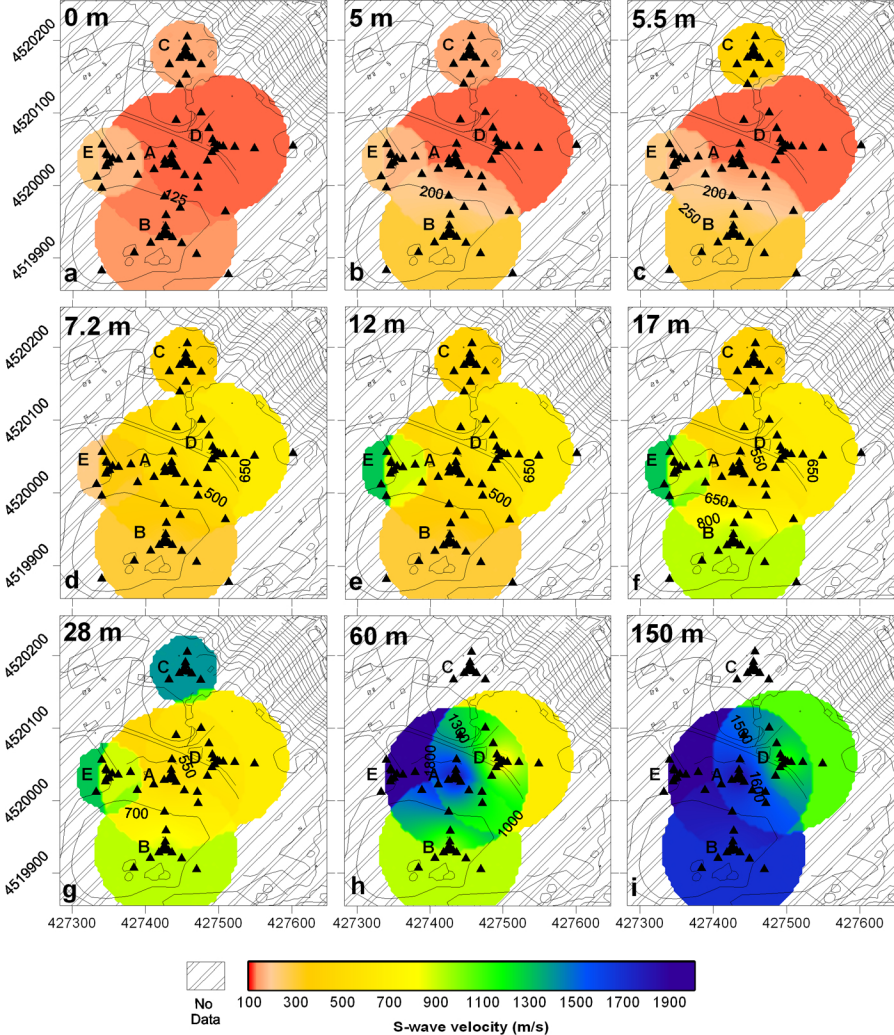 0 m 5 m 5.5 m
4520200 C C C
4520100
D D D
E A E A E A
4520000
125 200 200
250
B B B
4519900
a b c
7.2 m 12 m 17 m
4520200 C C C
4520100
D D D
E A E A E A
650 650 550 650
4520000 500 500 650
800
B B B
4519900
d e f
28 m 60 m 150 m
4520200 C C C
4520100
1300 1500
D D D
E A 550 E A E A
1600
4520000
700 1000
B B B
4519900
g h i
427300 427400 427500 427600 427300 427400 427500 427600 427300 427400 427500 427600
No
Data
100 300 500 700 900 1100 1300 1500 1700 1900
S-wave velocity (m/s)